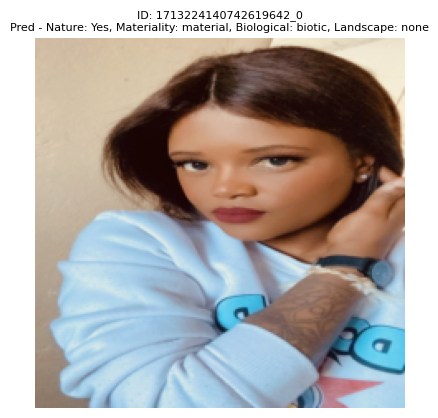 ID: 1713224140742619642_0
Pred - Nature: Yes, Materiality: material, Biological: biotic, Landscape: none